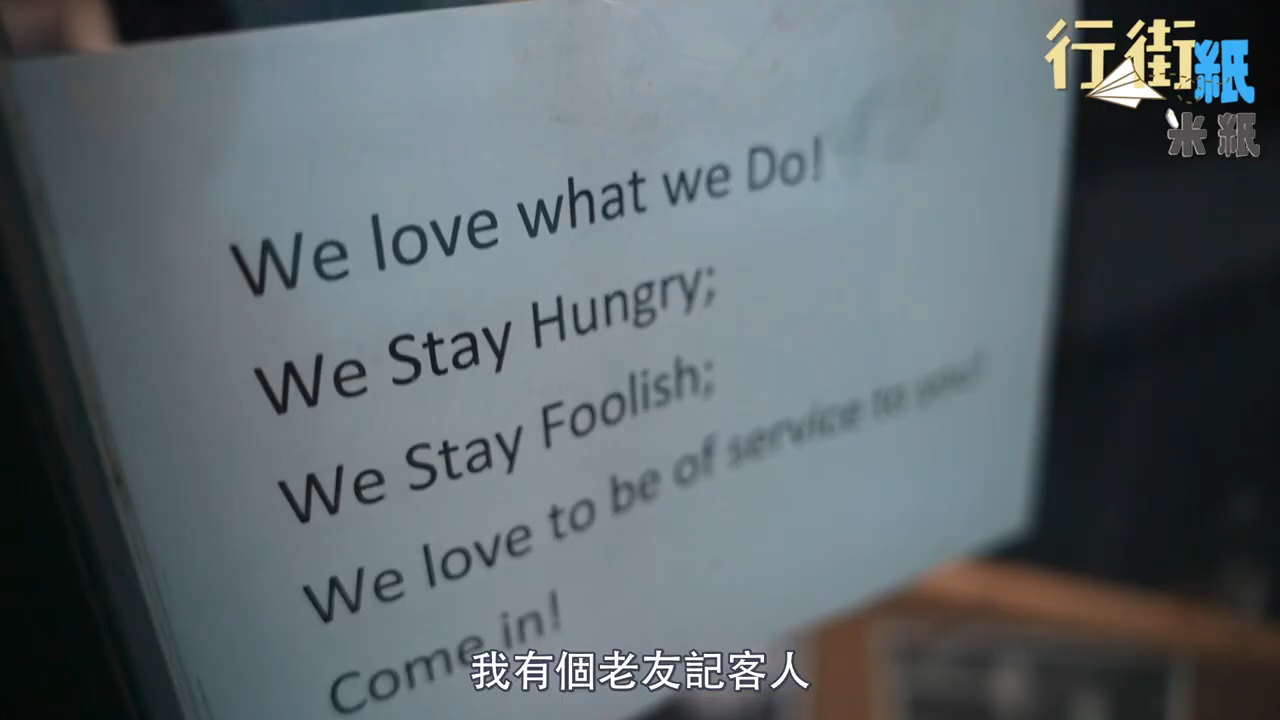 行街紙
米紙
We love what we Do!
We Stay Hungry;
We Stay Foolish;
We love to be of service to you!
Come in!
我有個老友記客人